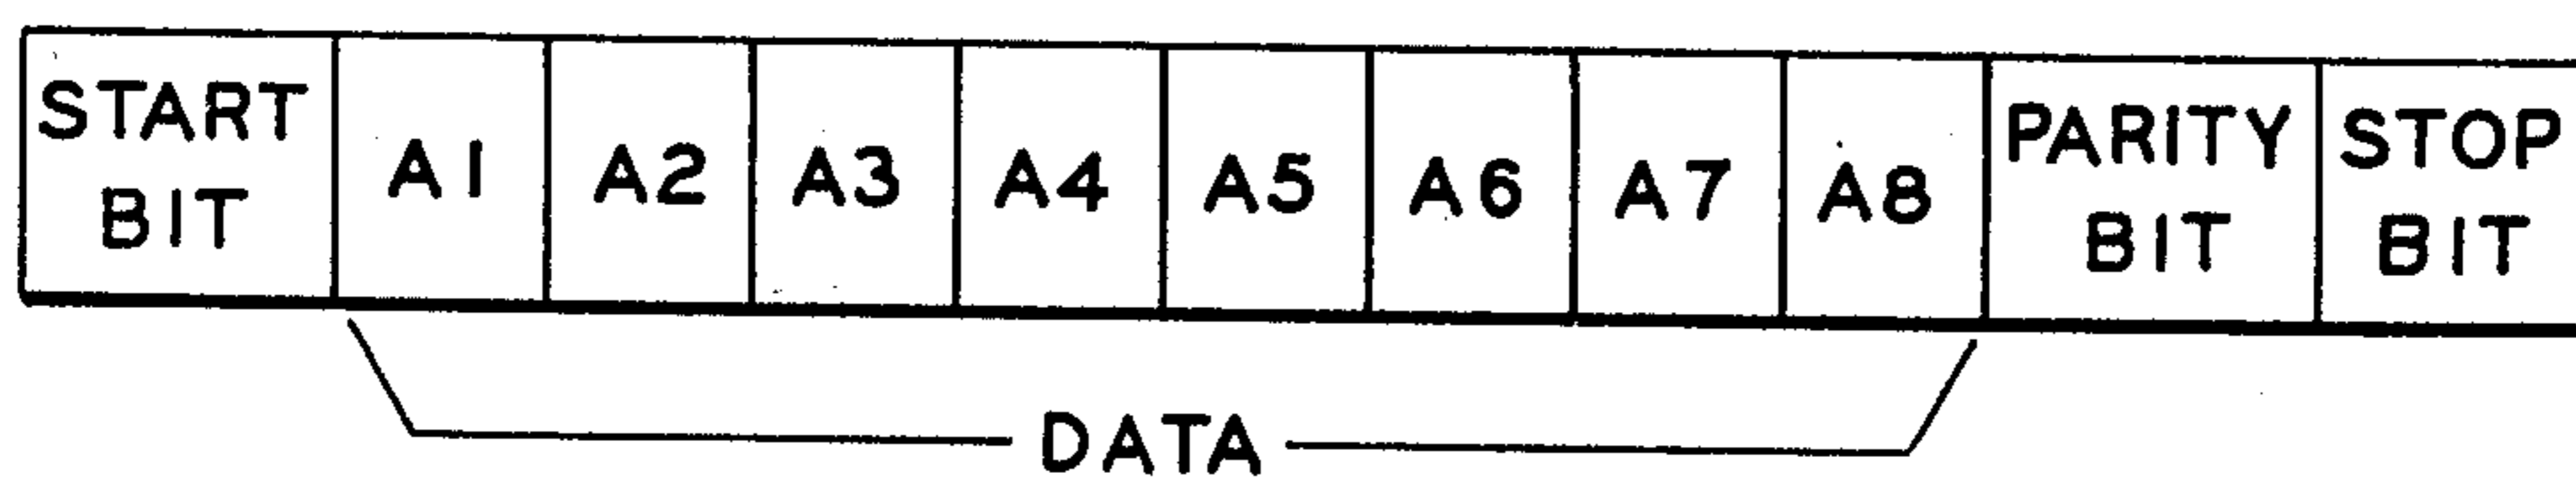 START BIT
A1
A2
A3
A4
A5
A6
A7
A8
PARITY BIT
STOP BIT
DATA